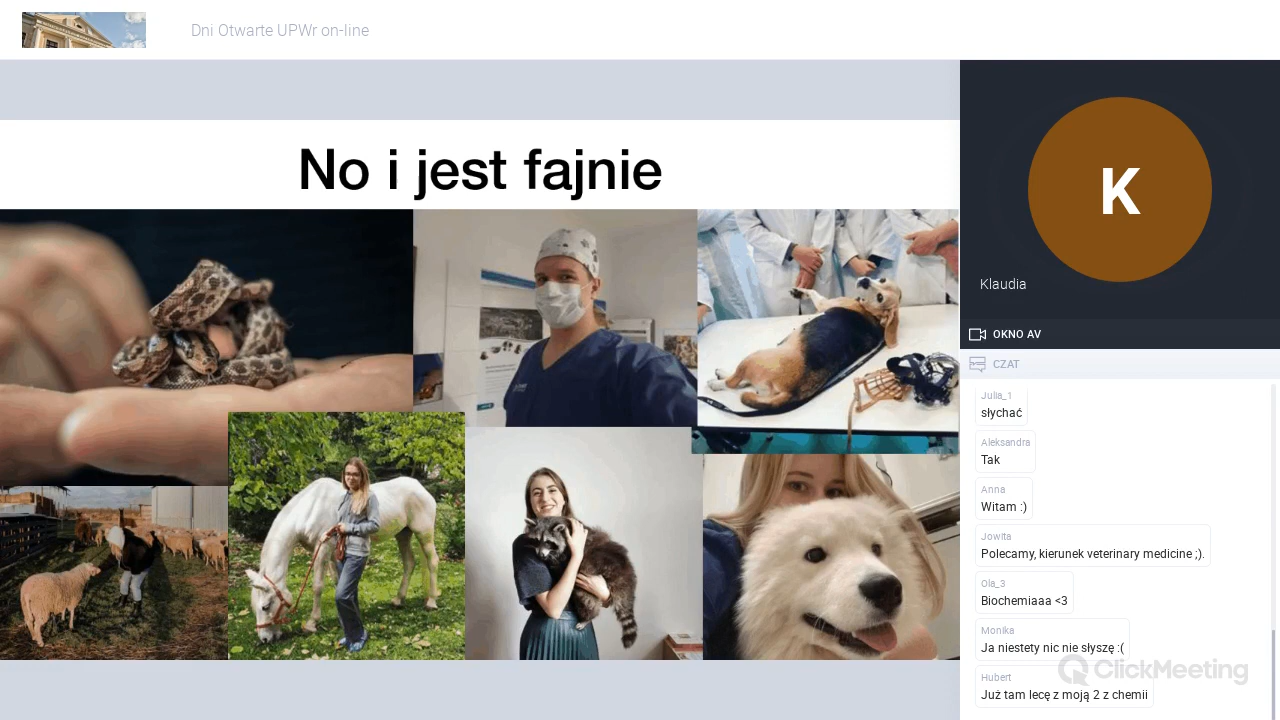 Dni Otwarte UPWr on-line
No i jest fajnie
K
Klaudia
OKNO AV
CZAT
Julia_1
słychać
Aleksandra
Tak
Anna
Witam :)
Jowita
Polecamy, kierunek veterinary medicine ;).
Ola_3
Biochemiaaa <3
Monika
Ja niestety nic nie słyszę :(
ClickMeeting
Hubert
Już tam lecę z moją 2 z chemii